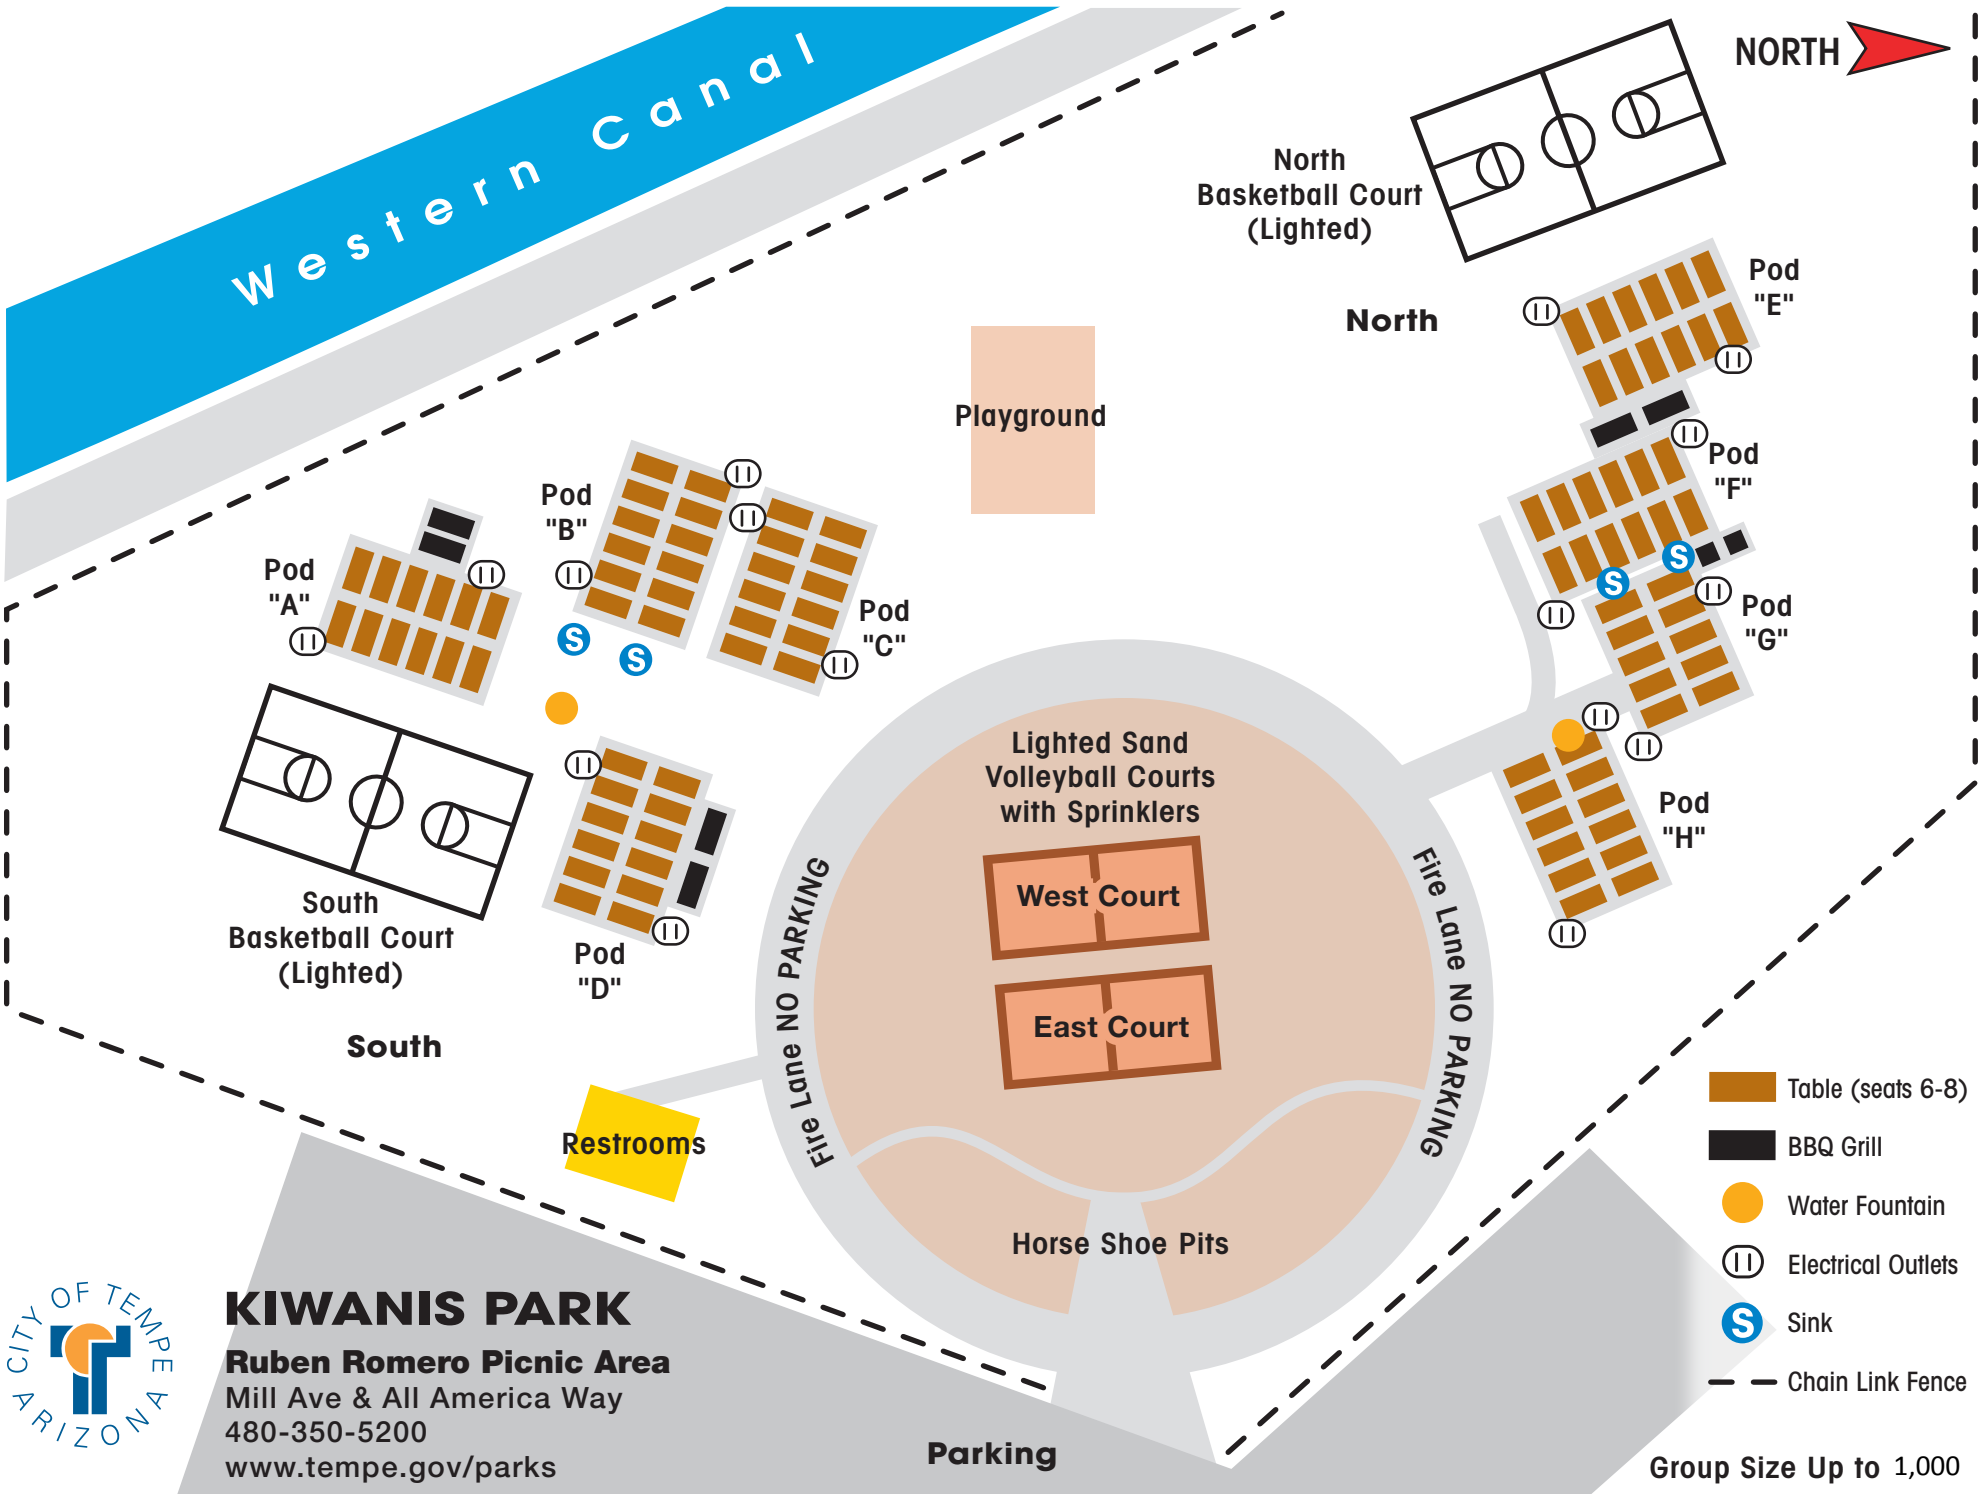 Western Canal
NORTH
North
Basketball Court
(Lighted)
Pod
"E"
North
Playground
Pod
"F"
Pod
"B"
Pod
"A"
Pod
"C"
Pod
"G"
S
S
S
S
Lighted Sand
Volleyball Courts
with Sprinklers
Pod
"H"
West Court
East Court
South
Basketball Court
(Lighted)
Pod
"D"
South
Fire Lane NO PARKING
Fire Lane NO PARKING
Restrooms
Horse Shoe Pits
Table (seats 6-8)
BBQ Grill
Water Fountain
Electrical Outlets
S Sink
Chain Link Fence
CITY OF TEMPE
ARIZONA
KIWANIS PARK
Ruben Romero Picnic Area
Mill Ave & All America Way
480-350-5200
www.tempe.gov/parks
Parking
Group Size Up to 1,000